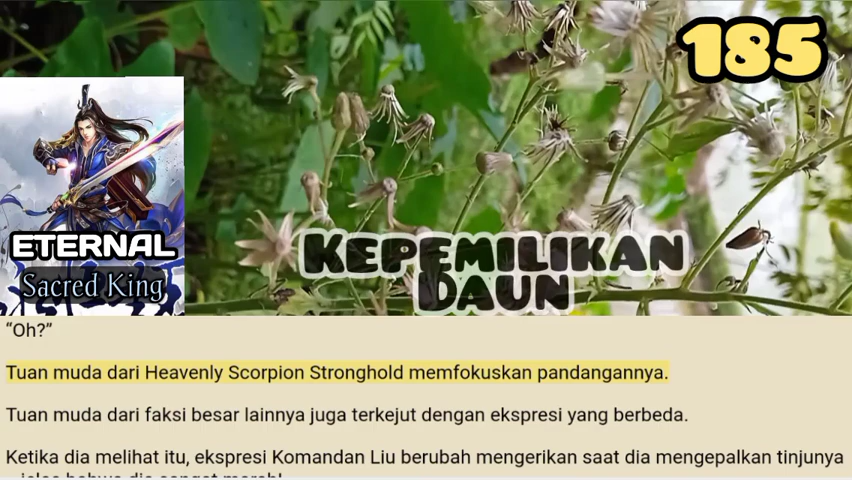 185
ETERNAL
Sacred King
KEPEMILIKAN
DAUN
“Oh?”
Tuan muda dari Heavenly Scorpion Stronghold memfokuskan pandangannya.
Tuan muda dari faksi besar lainnya juga terkejut dengan ekspresi yang berbeda.
Ketika dia melihat itu, ekspresi Komandan Liu berubah mengerikan saat dia mengepalkan tinjunya